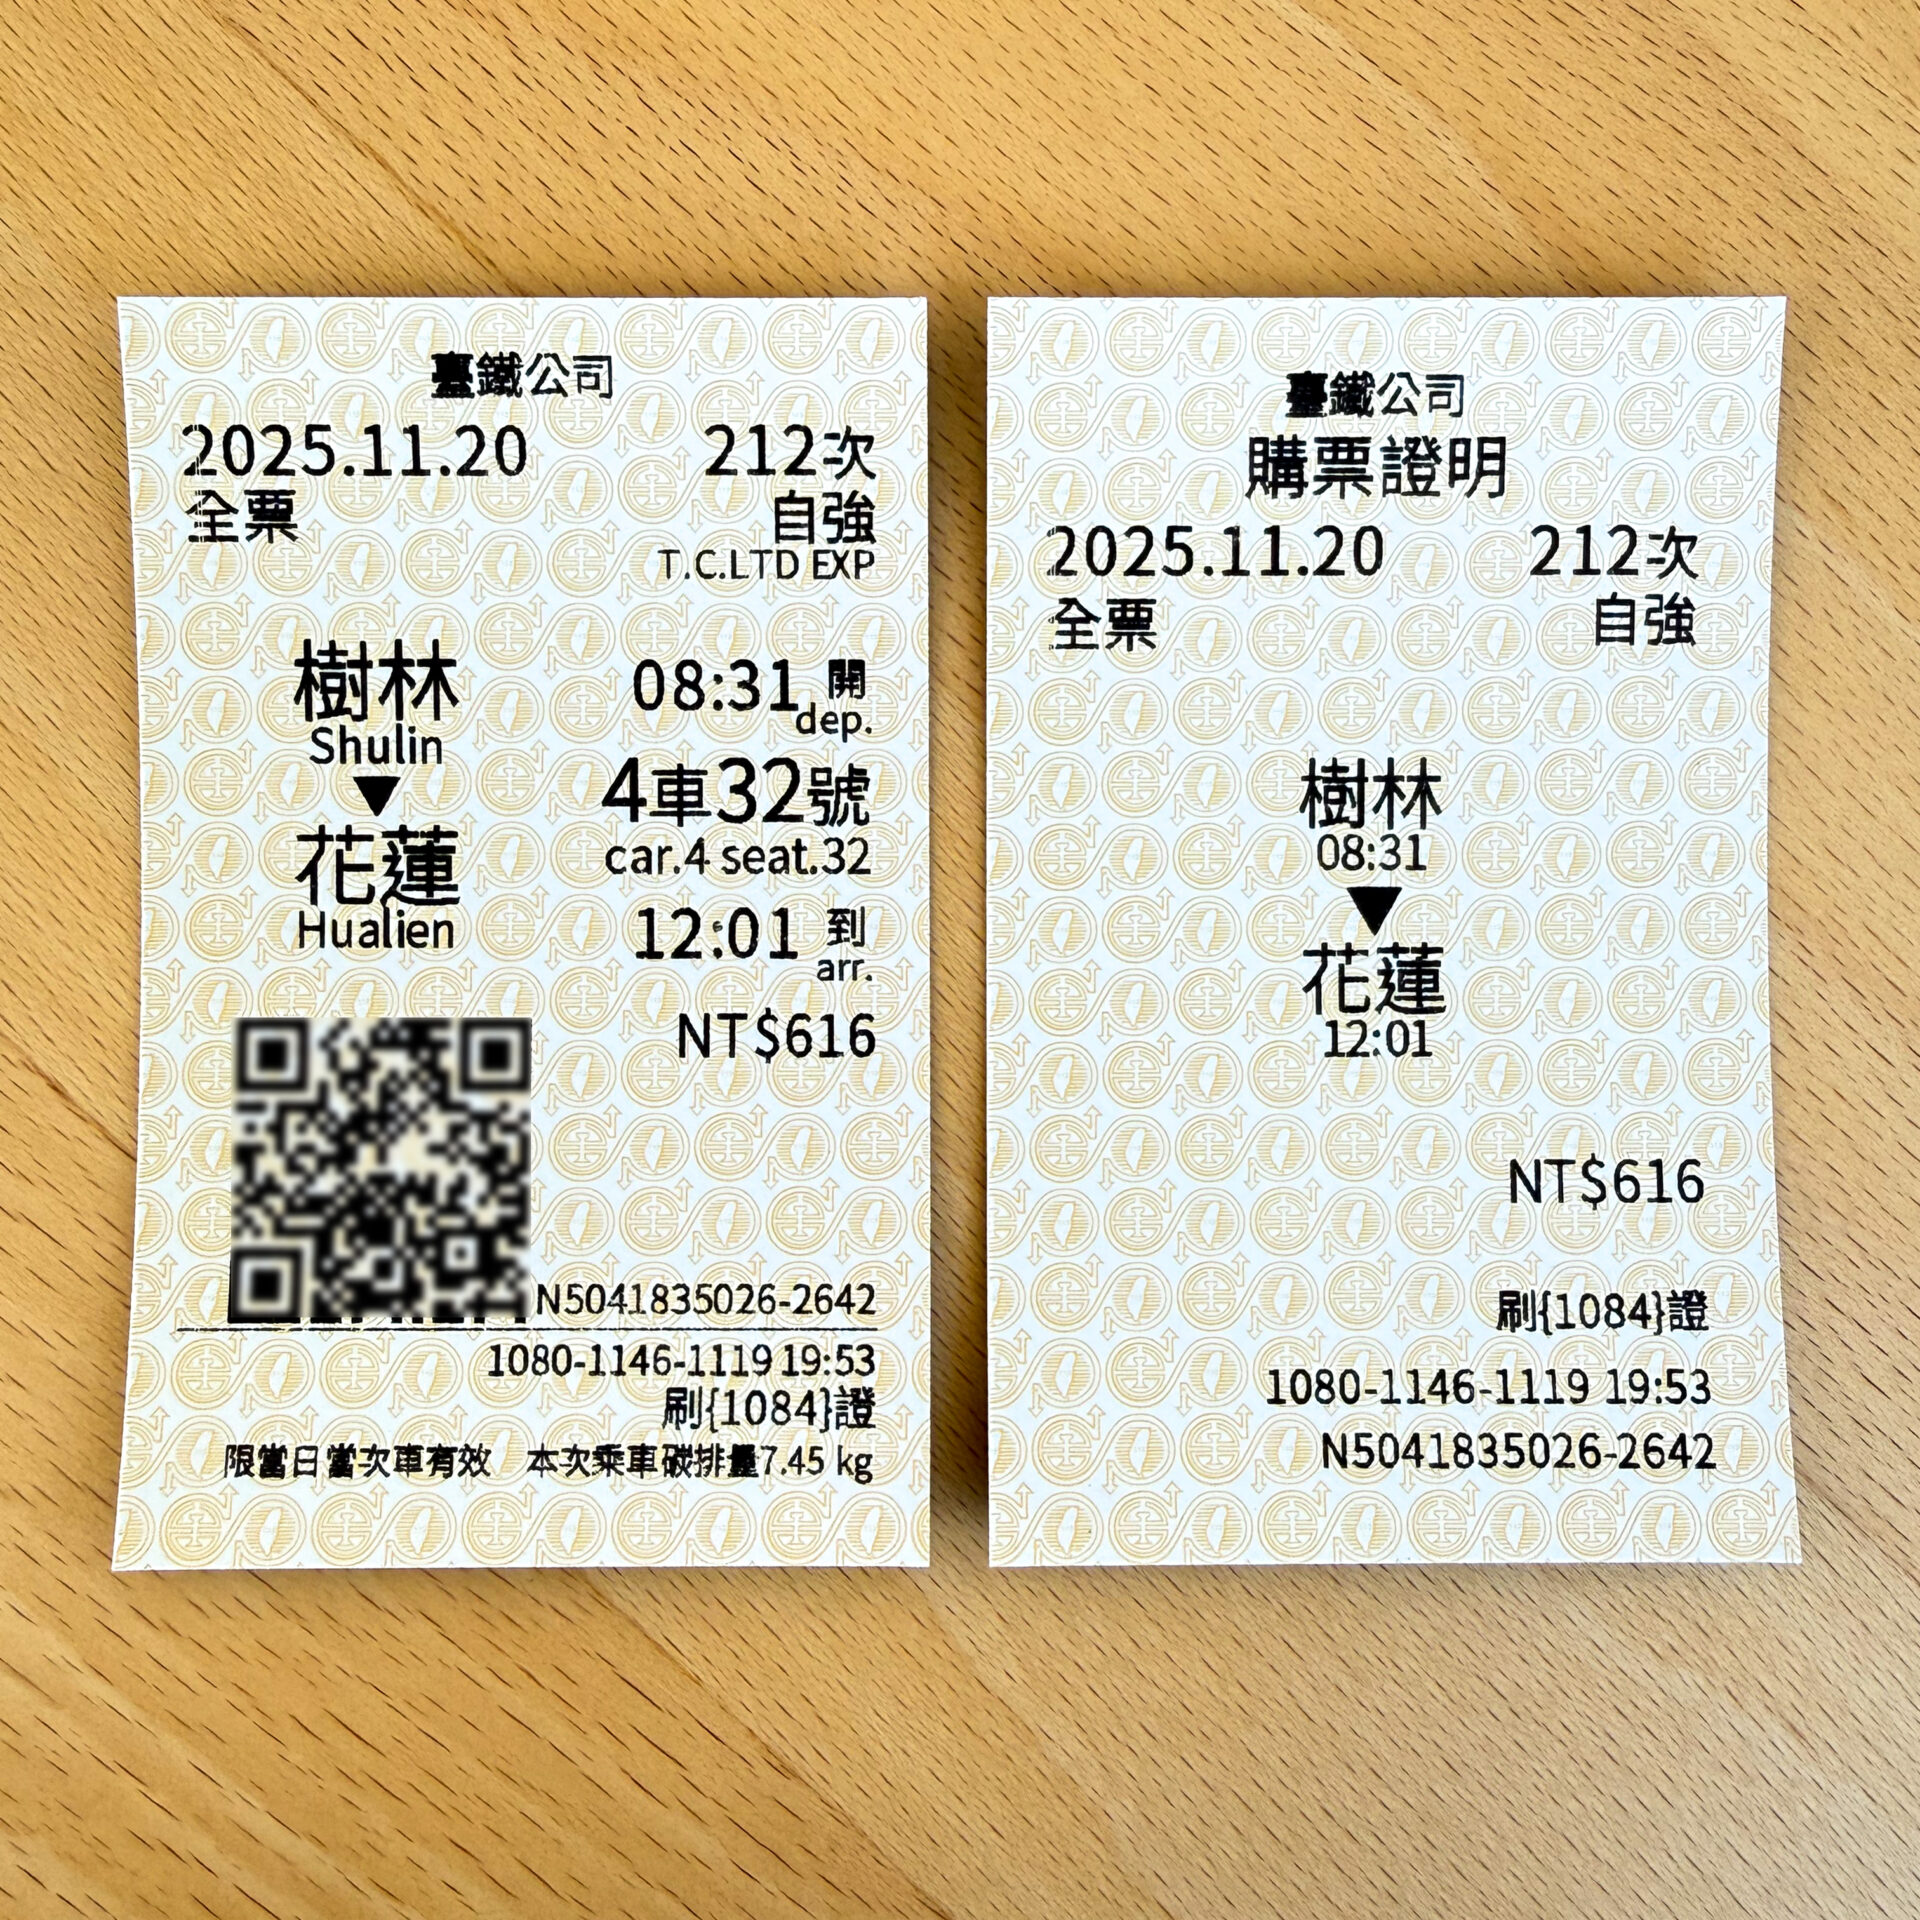 臺鐵公司
2025.11.20 212次
全票 自強
T.C.LTD EXP
樹林 08:31 開
Shulin dep.
▼ 4車32號
花蓮 car.4 seat.32
Hualien 12:01 到
arr.
NT$616
N5041835026-2642
1080-1146-1119 19:53
刷{1084}證
限當日當次車有效 本次乘車碳排量7.45 kg
臺鐵公司
購票證明
2025.11.20 212次
全票 自強
樹林
08:31
▼
花蓮
12:01
NT$616
刷{1084}證
1080-1146-1119 19:53
N5041835026-2642